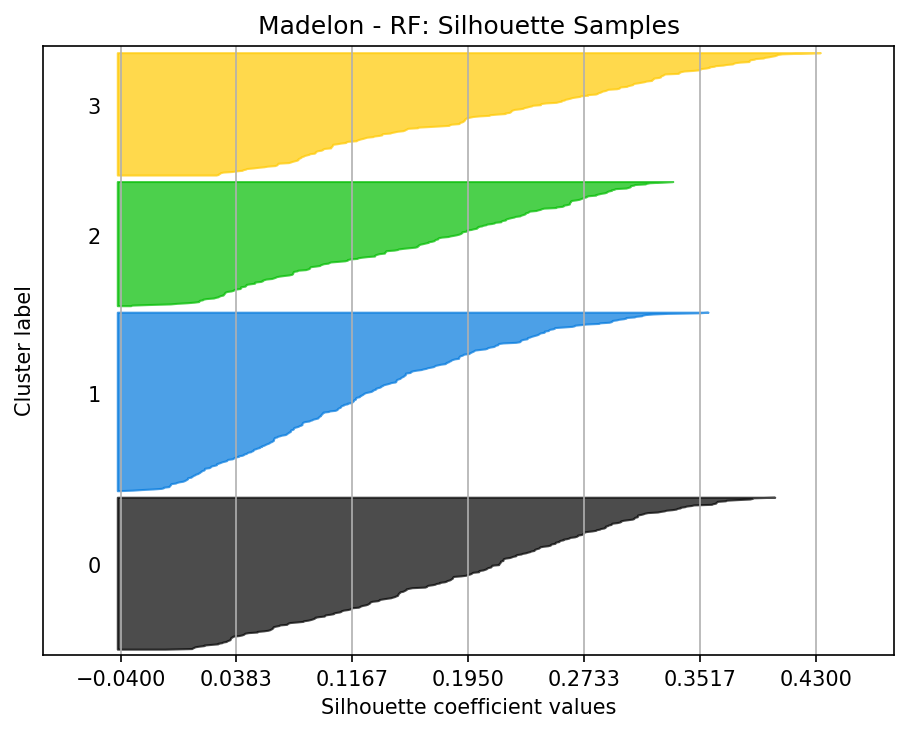 Madelon - RF: Silhouette Samples
3
2
1
0
Cluster label
−0.0400 0.0383 0.1167 0.1950 0.2733 0.3517 0.4300
Silhouette coefficient values